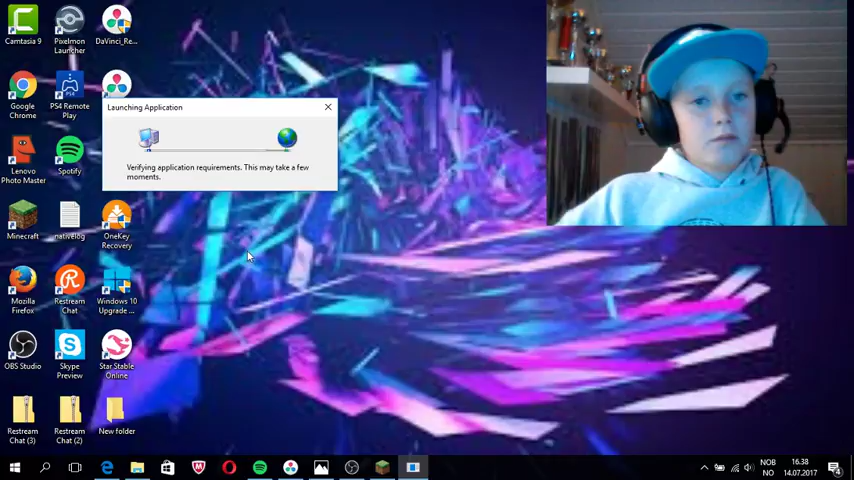 Camtasia 9
Pixelmon
Launcher
DaVinci_Re...
Launching Application
Verifying application requirements. This may take a few
moments.
Google
Chrome
PS4 Remote
Play
Lenovo
Photo Master
Spotify
Minecraft
nativelog
OneKey
Recovery
Mozilla
Firefox
Restream
Chat
Windows 10
Upgrade ...
OBS Studio
Skype
Preview
Star Stable
Online
Restream
Chat (3)
Restream
Chat (2)
New folder
NOB
NO
16.38
14.07.2017
4